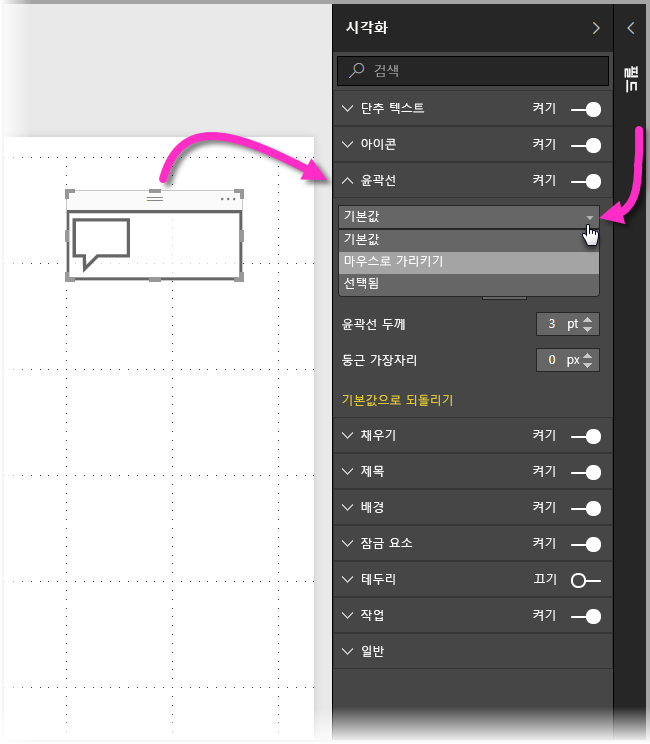 시각화
검색
필드
단추 텍스트 켜기
아이콘 켜기
윤곽선 켜기
기본값
기본값
마우스로 가리키기
선택됨
윤곽선 두께 3 pt
둥근 가장자리 0 px
기본값으로 되돌리기
채우기 켜기
제목 켜기
배경 켜기
잠금 요소 켜기
테두리 끄기
작업 켜기
일반